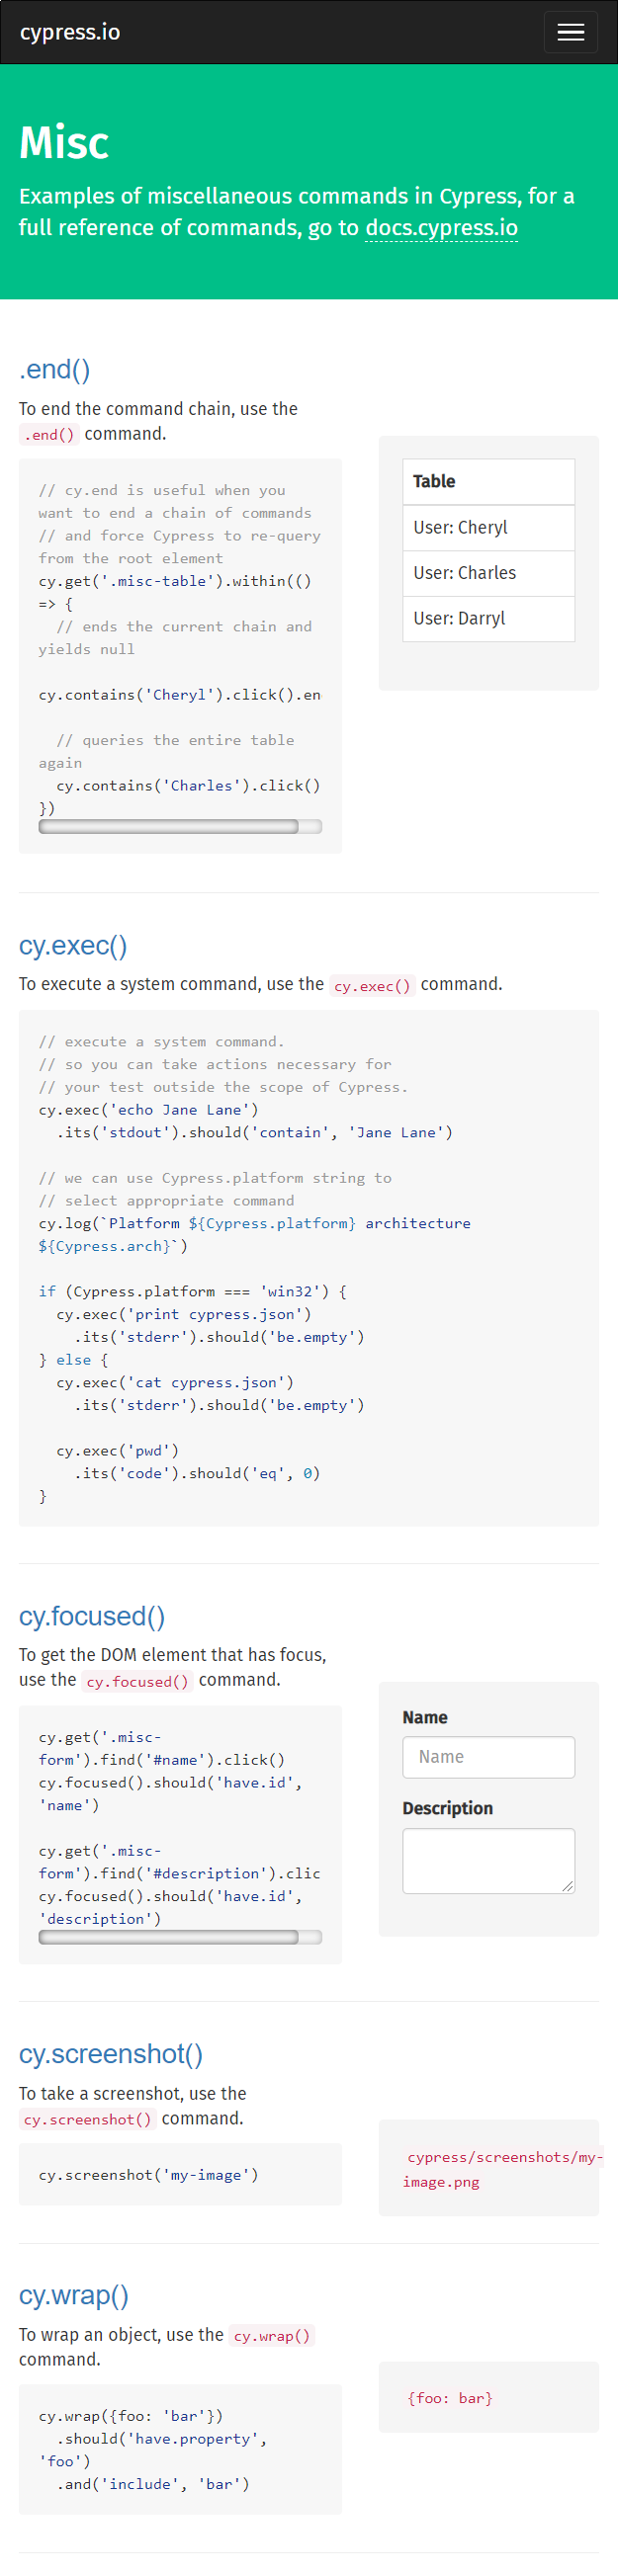 cypress.io
Misc
Examples of miscellaneous commands in Cypress, for a
full reference of commands, go to docs.cypress.io
.end()
To end the command chain, use the
.end() command.
// cy.end is useful when you
want to end a chain of commands
// and force Cypress to re-query
from the root element
cy.get('.misc-table').within(()
=> {
  // ends the current chain and
yields null
cy.contains('Cheryl').click().en
  // queries the entire table
again
  cy.contains('Charles').click()
})
Table
User: Cheryl
User: Charles
User: Darryl
cy.exec()
To execute a system command, use the cy.exec() command.
// execute a system command.
// so you can take actions necessary for
// your test outside the scope of Cypress.
cy.exec('echo Jane Lane')
  .its('stdout').should('contain', 'Jane Lane')
// we can use Cypress.platform string to
// select appropriate command
cy.log(`Platform ${Cypress.platform} architecture
${Cypress.arch}`)
if (Cypress.platform === 'win32') {
  cy.exec('print cypress.json')
    .its('stderr').should('be.empty')
} else {
  cy.exec('cat cypress.json')
    .its('stderr').should('be.empty')
  cy.exec('pwd')
    .its('code').should('eq', 0)
}
cy.focused()
To get the DOM element that has focus,
use the cy.focused() command.
cy.get('.misc-
form').find('#name').click()
cy.focused().should('have.id',
'name')
cy.get('.misc-
form').find('#description').clic
cy.focused().should('have.id',
'description')
Name
Name
Description
cy.screenshot()
To take a screenshot, use the
cy.screenshot() command.
cy.screenshot('my-image')
cypress/screenshots/my-
image.png
cy.wrap()
To wrap an object, use the cy.wrap()
command.
cy.wrap({foo: 'bar'})
  .should('have.property',
'foo')
  .and('include', 'bar')
{foo: bar}